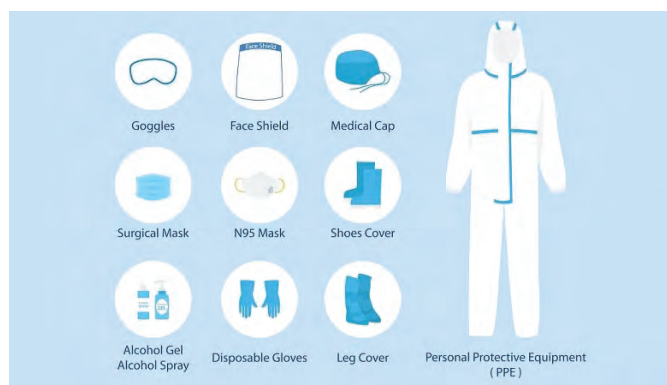 Face Shield
Goggles
Face Shield
Medical Cap
Surgical Mask
N95 Mask
Shoes Cover
Alcohol Gel
Alcohol Spray
Disposable Gloves
Leg Cover
Personal Protective Equipment
( PPE )